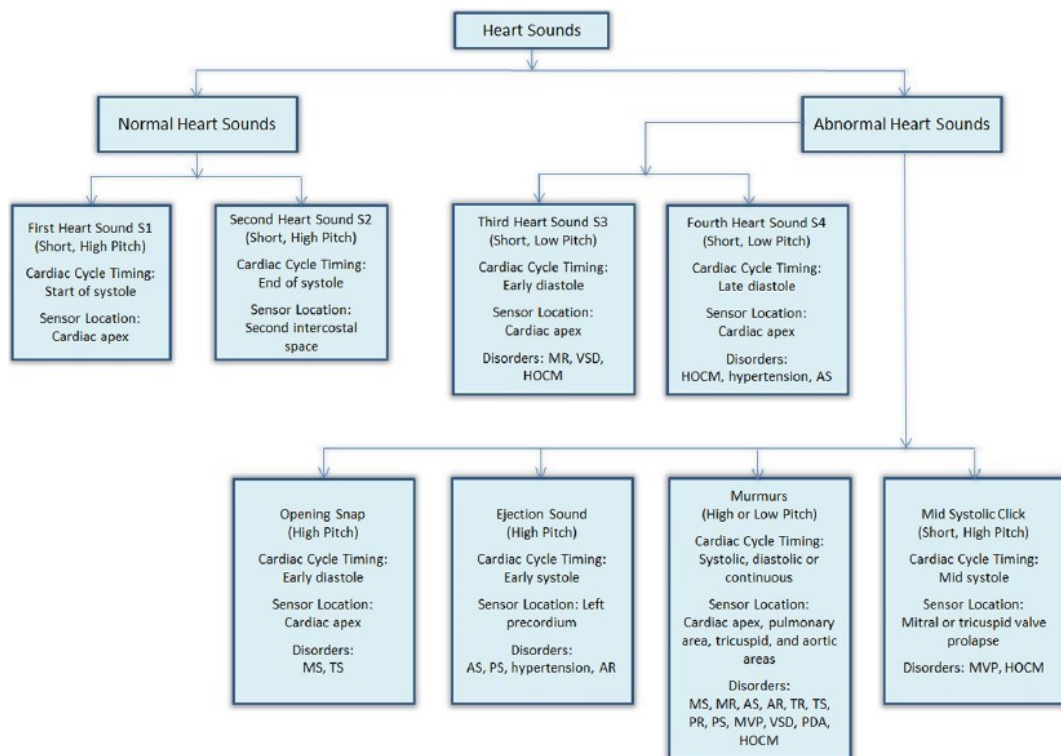 Heart Sounds
Normal Heart Sounds
Abnormal Heart Sounds
First Heart Sound S1
(Short, High Pitch)
Cardiac Cycle Timing:
Start of systole
Sensor Location:
Cardiac apex
Second Heart Sound S2
(Short, High Pitch)
Cardiac Cycle Timing:
End of systole
Sensor Location:
Second intercostal
space
Third Heart Sound S3
(Short, Low Pitch)
Cardiac Cycle Timing:
Early diastole
Sensor Location:
Cardiac apex
Disorders: MR, VSD,
HOCM
Fourth Heart Sound S4
(Short, Low Pitch)
Cardiac Cycle Timing:
Late diastole
Sensor Location:
Cardiac apex
Disorders:
HOCM, hypertension, AS
Opening Snap
(High Pitch)
Cardiac Cycle Timing:
Early diastole
Sensor Location:
Cardiac apex
Disorders:
MS, TS
Ejection Sound
(High Pitch)
Cardiac Cycle Timing:
Early systole
Sensor Location: Left
precordium
Disorders:
AS, PS, hypertension, AR
Murmurs
(High or Low Pitch)
Cardiac Cycle Timing:
Systolic, diastolic or
continuous
Sensor Location:
Cardiac apex, pulmonary
area, tricuspid, and aortic
areas
Disorders:
MS, MR, AS, AR, TR, TS,
PR, PS, MVP, VSD, PDA,
HOCM
Mid Systolic Click
(Short, High Pitch)
Cardiac Cycle Timing:
Mid systole
Sensor Location:
Mitral or tricuspid valve
prolapse
Disorders: MVP, HOCM